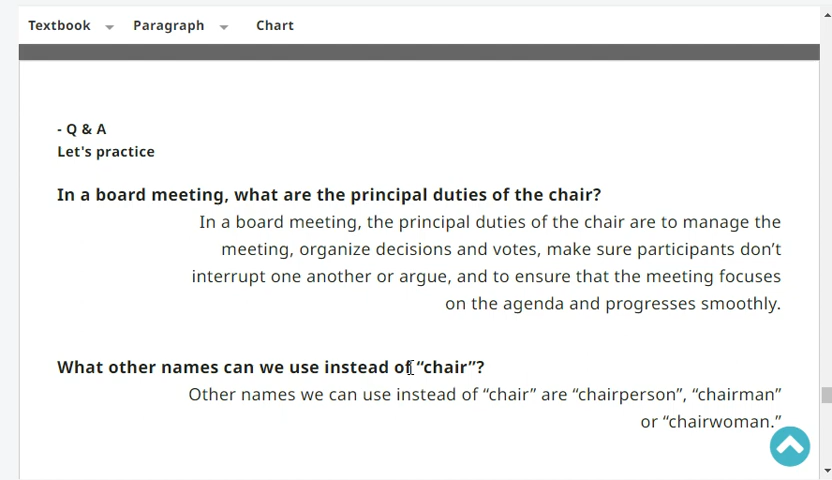 Textbook Paragraph Chart
- Q & A
Let's practice
In a board meeting, what are the principal duties of the chair?
In a board meeting, the principal duties of the chair are to manage the
meeting, organize decisions and votes, make sure participants don’t
interrupt one another or argue, and to ensure that the meeting focuses
on the agenda and progresses smoothly.
What other names can we use instead of “chair”?
Other names we can use instead of “chair” are “chairperson”, “chairman”
or “chairwoman.”